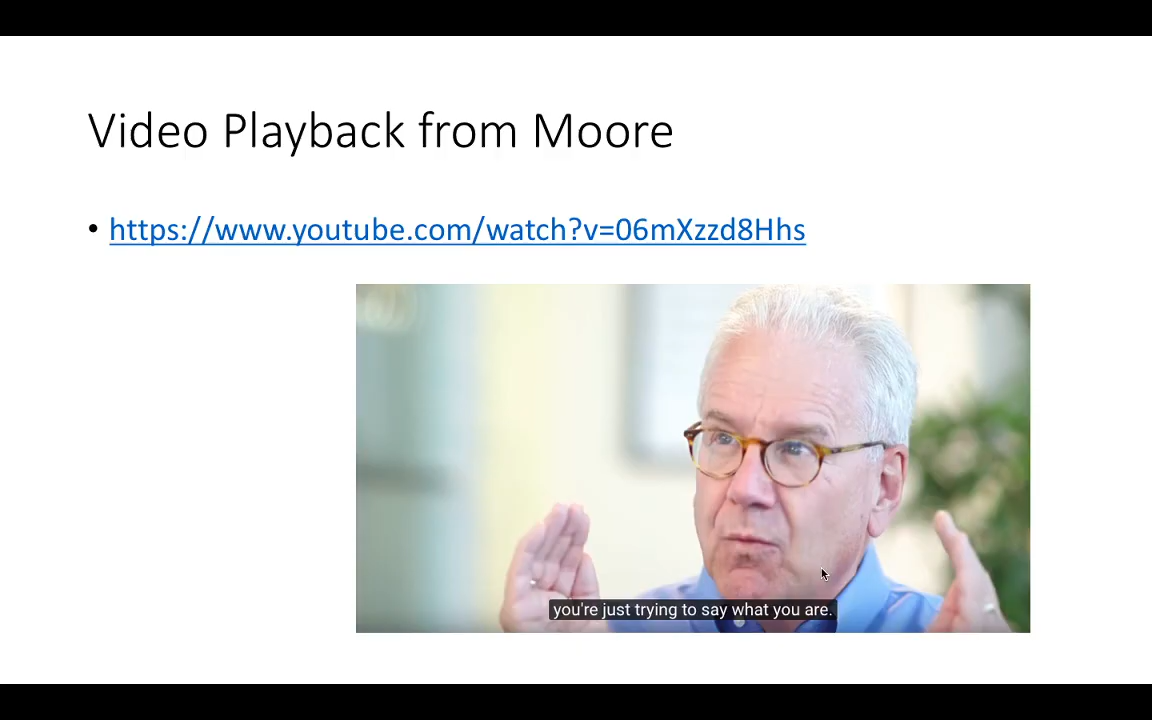 Video Playback from Moore
• https://www.youtube.com/watch?v=06mXzzd8Hhs
you're just trying to say what you are.